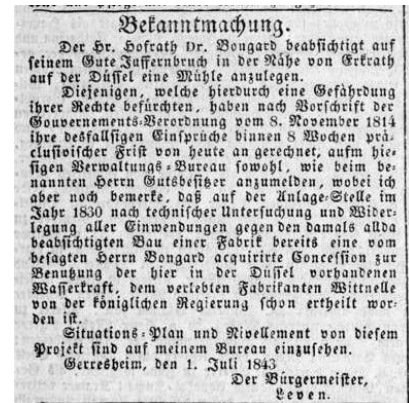 Bekanntmachung.
Der Hr. Hofrath Dr. Bongard beabsichtigt auf
seinem Gute Jussernbruch in der Nähe von Erkrath
auf der Düssel eine Mühle anzulegen.
Diejenigen, welche hierdurch eine Gefährdung
ihrer Rechte befürchten, haben nach Vorschrift der
Gouvernements-Verordnung vom 8. November 1814
ihre desfallsigen Einsprüche binnen 8 Wochen prä-
clusivischer Frist von heute an gerechnet, aufm hie-
sigen Verwaltungs-Bureau sowohl, wie beim be-
nannten Herrn Gutsbesitzer anzumelden, wobei ich
aber noch bemerke, daß auf der Anlage-Stelle im
Jahr 1830 nach technischer Untersuchung und Wider-
legung aller Einwendungen gegen den damals allda
beabsichtigten Bau einer Fabrik bereits eine vom
besagten Herrn Bongard acquirirte Concession zur
Benutzung der hier in der Düssel vorhandenen
Wasserkraft, dem verlebten Fabrikanten Wittnelle
von der königlichen Regierung schon ertheilt wor-
den ist.
Situations-Plan und Nivellement von diesem
Projekt sind auf meinem Bureau einzusehen.
Gerresheim, den 1. Juli 1843
Der Bürgermeister,
Leven.